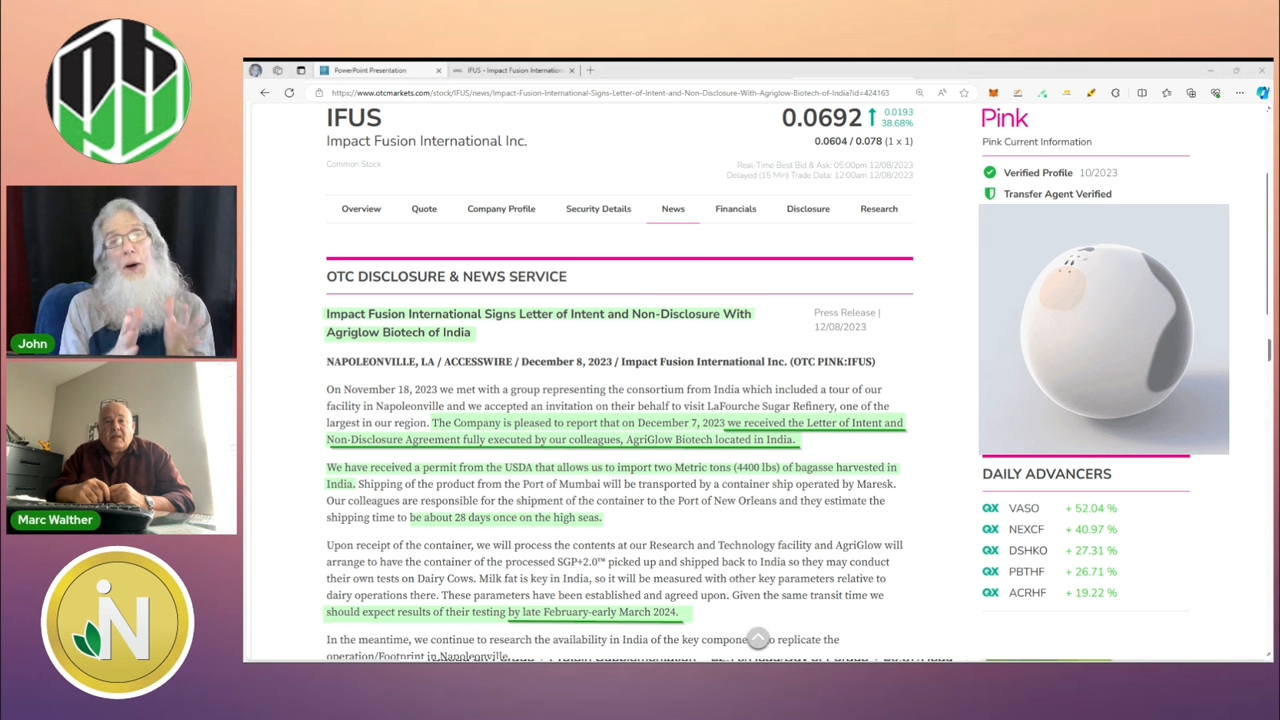 PowerPoint Presentation
IFUS - Impact Fusion Internation
https://www.otcmarkets.com/stock/IFUS/news/Impact-Fusion-International-Signs-Letter-of-Intent-and-Non-Disclosure-With-Agriglow-Biotech-of-India?id=424163
IFUS
Impact Fusion International Inc.
Common Stock
0.0692
0.0193
38.68%
0.0604 / 0.078 (1 x 1)
Real-Time Best Bid & Ask: 05:00pm 12/08/2023
Delayed (15 Min) Trade Data: 12:00am 12/08/2023
Pink
Pink Current Information
Verified Profile 10/2023
Transfer Agent Verified
Overview Quote Company Profile Security Details News Financials Disclosure Research
OTC DISCLOSURE & NEWS SERVICE
Impact Fusion International Signs Letter of Intent and Non-Disclosure With
Agriglow Biotech of India
Press Release |
12/08/2023
NAPOLEONVILLE, LA / ACCESSWIRE / December 8, 2023 / Impact Fusion International Inc. (OTC PINK:IFUS)
On November 18, 2023 we met with a group representing the consortium from India which included a tour of our
facility in Napoleonville and we accepted an invitation on their behalf to visit LaFourche Sugar Refinery, one of the
largest in our region. The Company is pleased to report that on December 7, 2023 we received the Letter of Intent and
Non-Disclosure Agreement fully executed by our colleagues, AgriGlow Biotech located in India.
We have received a permit from the USDA that allows us to import two Metric tons (4400 lbs) of bagasse harvested in
India. Shipping of the product from the Port of Mumbai will be transported by a container ship operated by Maresk.
Our colleagues are responsible for the shipment of the container to the Port of New Orleans and they estimate the
shipping time to be about 28 days once on the high seas.
Upon receipt of the container, we will process the contents at our Research and Technology facility and AgriGlow will
arrange to have the container of the processed SGP+2.0™ picked up and shipped back to India so they may conduct
their own tests on Dairy Cows. Milk fat is key in India, so it will be measured with other key parameters relative to
dairy operations there. These parameters have been established and agreed upon. Given the same transit time we
should expect results of their testing by late February-early March 2024.
In the meantime, we continue to research the availability in India of the key compone o replicate the
operation/Footprint in Napoleonville.
DAILY ADVANCERS
QX VASO + 52.04 %
QX NEXCF + 40.97 %
QX DSHKO + 27.31 %
QX PBTHF + 26.71 %
QX ACRHF + 19.22 %
John
Marc Walther
iN